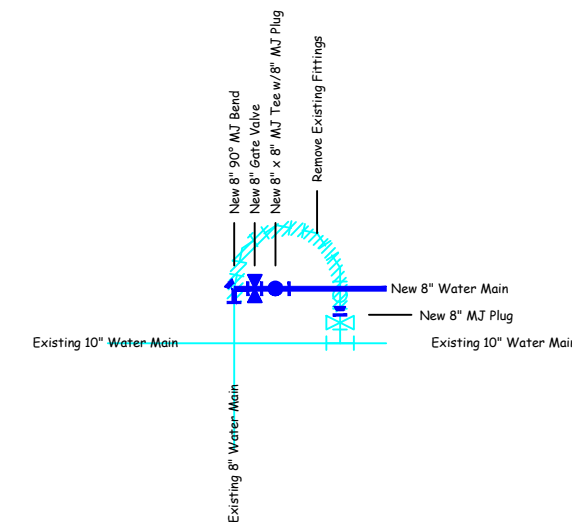 New 8" 90° MJ Bend
New 8" Gate Valve
New 8" x 8" MJ Tee w/8" MJ Plug
Remove Existing Fittings
New 8" Water Main
New 8" MJ Plug
Existing 10" Water Main
Existing 10" Water Main
Existing 8" Water Main